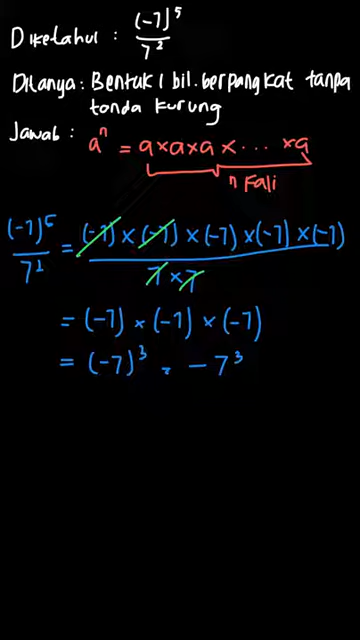 Diketahui : (-7)^5 / 7^2
Ditanya : Bentuk 1 bil. berpangkat tanpa
tanda kurung
Jawab : a^n = a × a × a × ... × a
n Fali
(-7)^5 / 7^2 = (-7) × (-7) × (-7) × (-7) × (-7) / 7 × 7
= (-7) × (-7) × (-7)
= (-7)^3 = -7^3